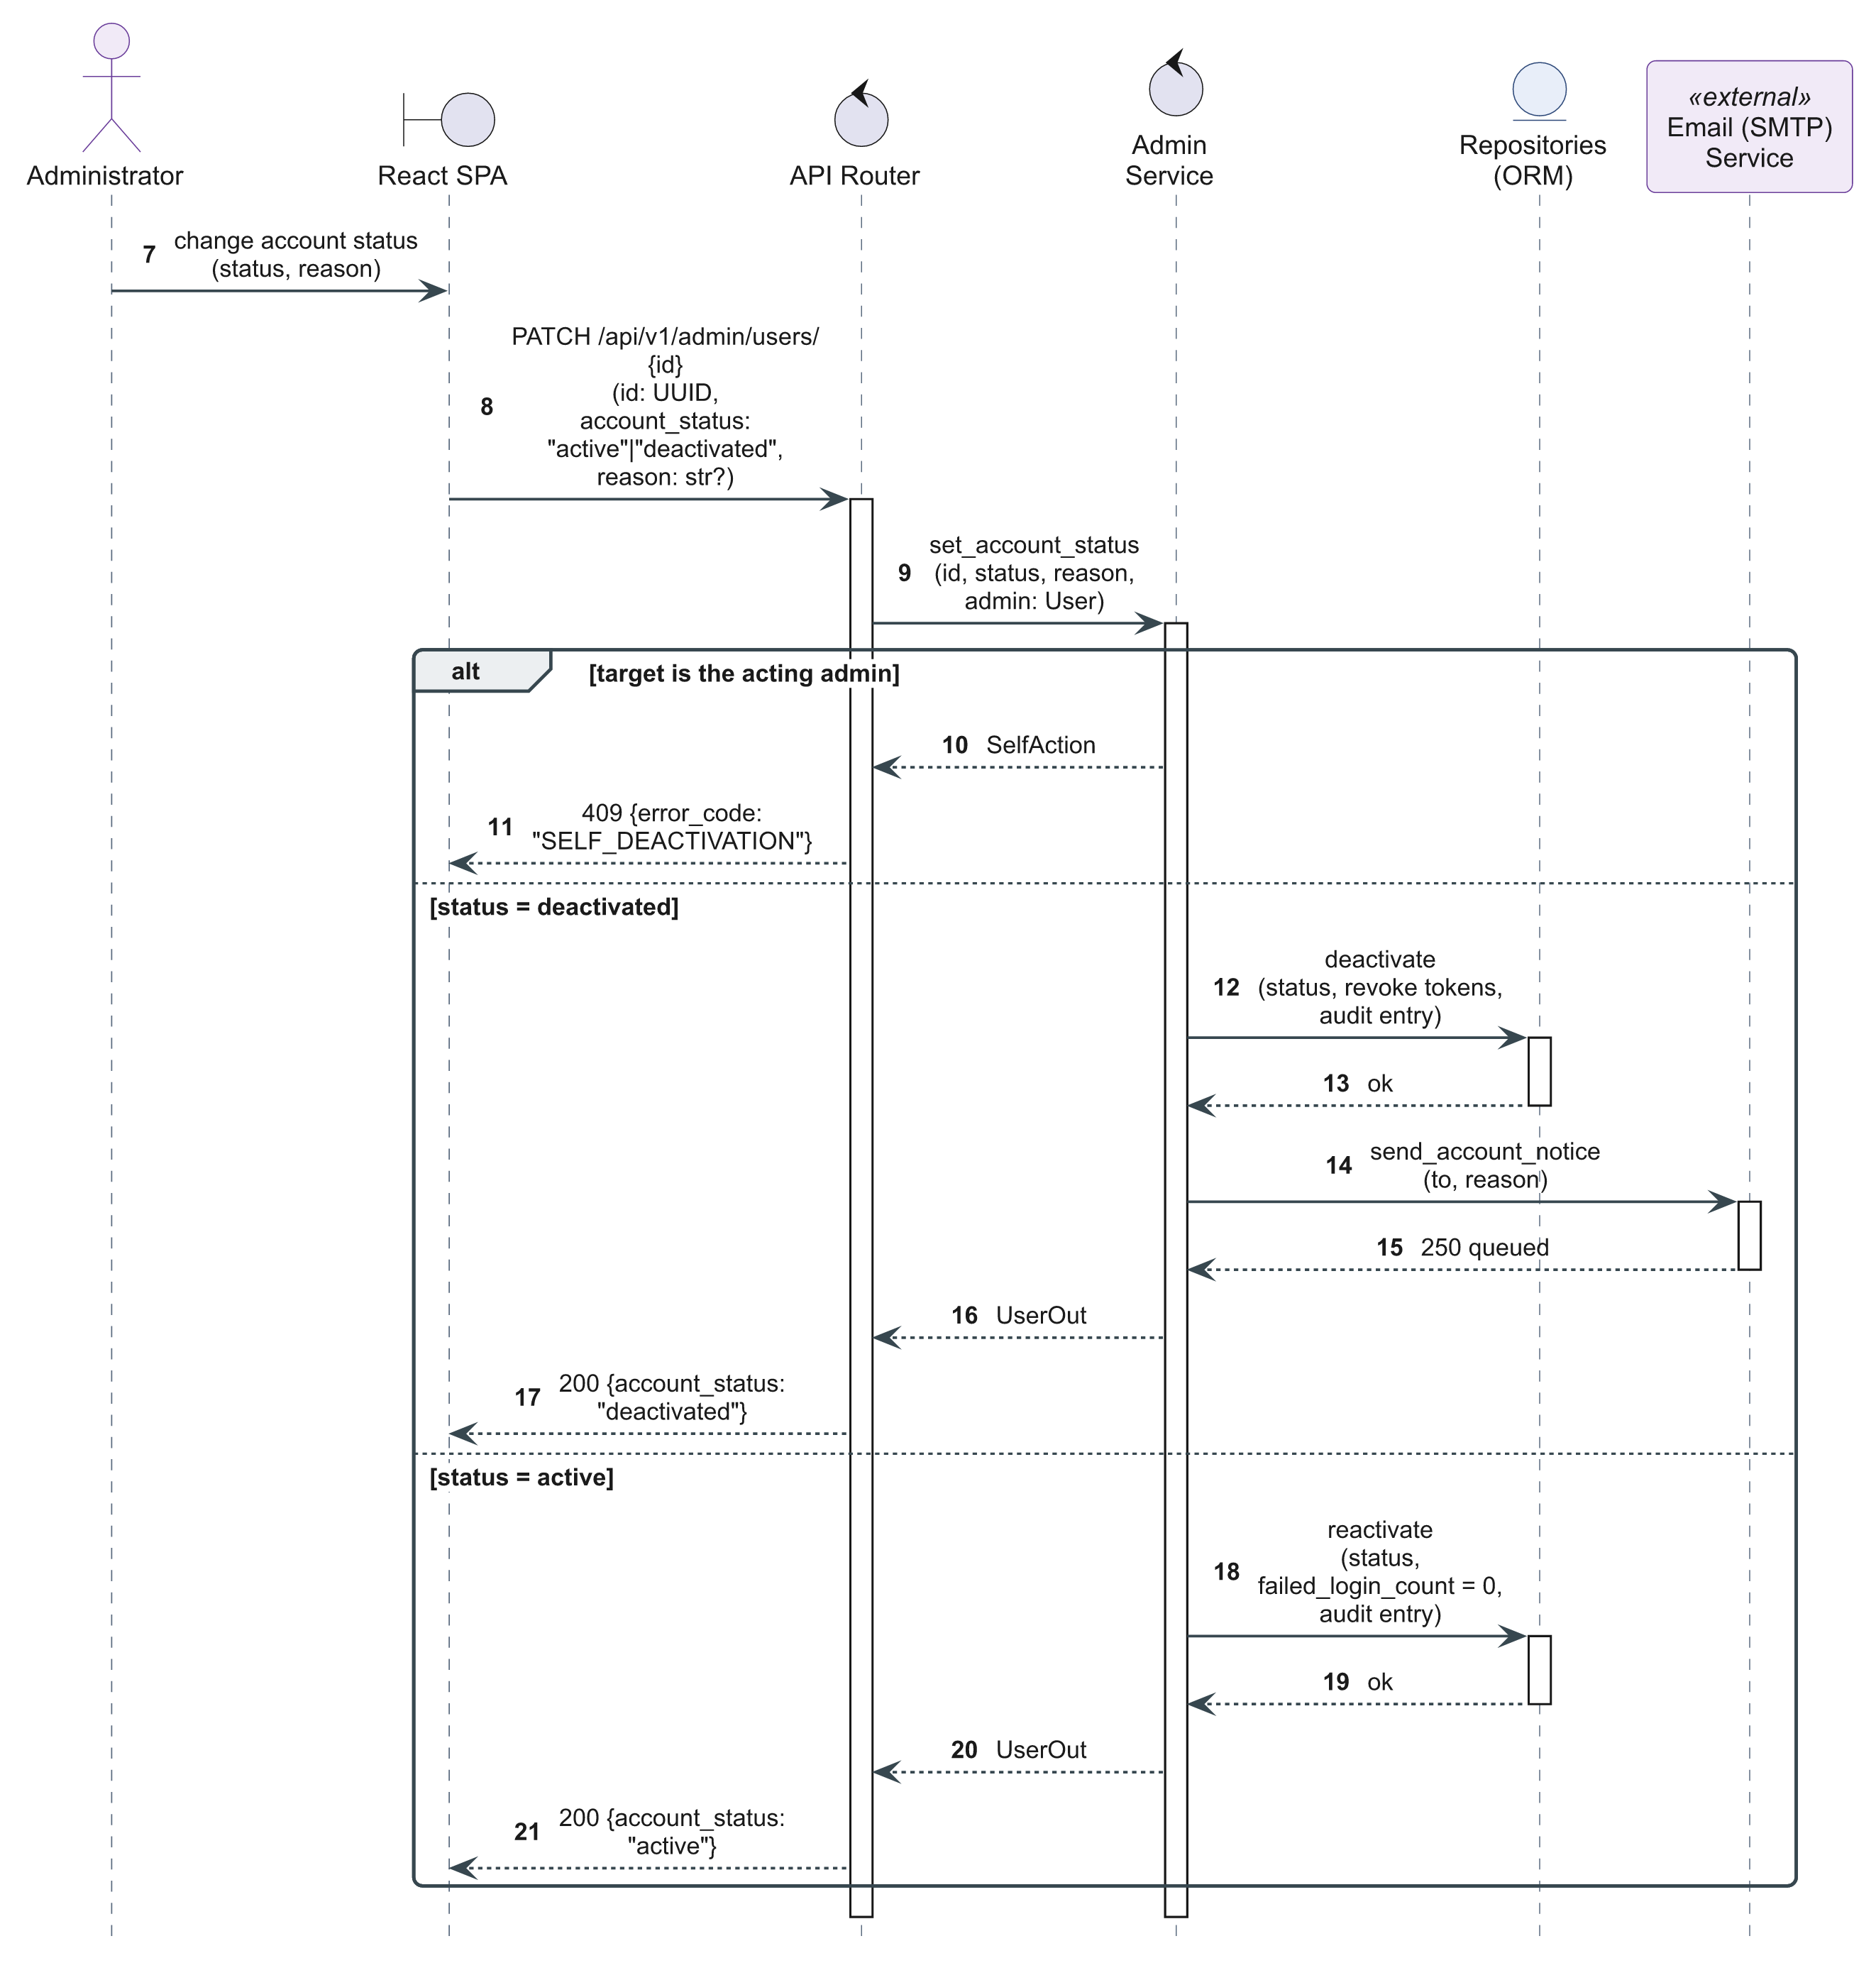 Administrator
React SPA
API Router
Admin
Service
Repositories
(ORM)
«external»
Email (SMTP)
Service
7 change account status
(status, reason)
8 PATCH /api/v1/admin/users/
{id}
(id: UUID,
account_status:
"active"|"deactivated",
reason: str?)
9 set_account_status
(id, status, reason,
admin: User)
alt [target is the acting admin]
10 SelfAction
11 409 {error_code:
"SELF_DEACTIVATION"}
[status = deactivated]
12 deactivate
(status, revoke tokens,
audit entry)
13 ok
14 send_account_notice
(to, reason)
15 250 queued
16 UserOut
17 200 {account_status:
"deactivated"}
[status = active]
18 reactivate
(status,
failed_login_count = 0,
audit entry)
19 ok
20 UserOut
21 200 {account_status:
"active"}